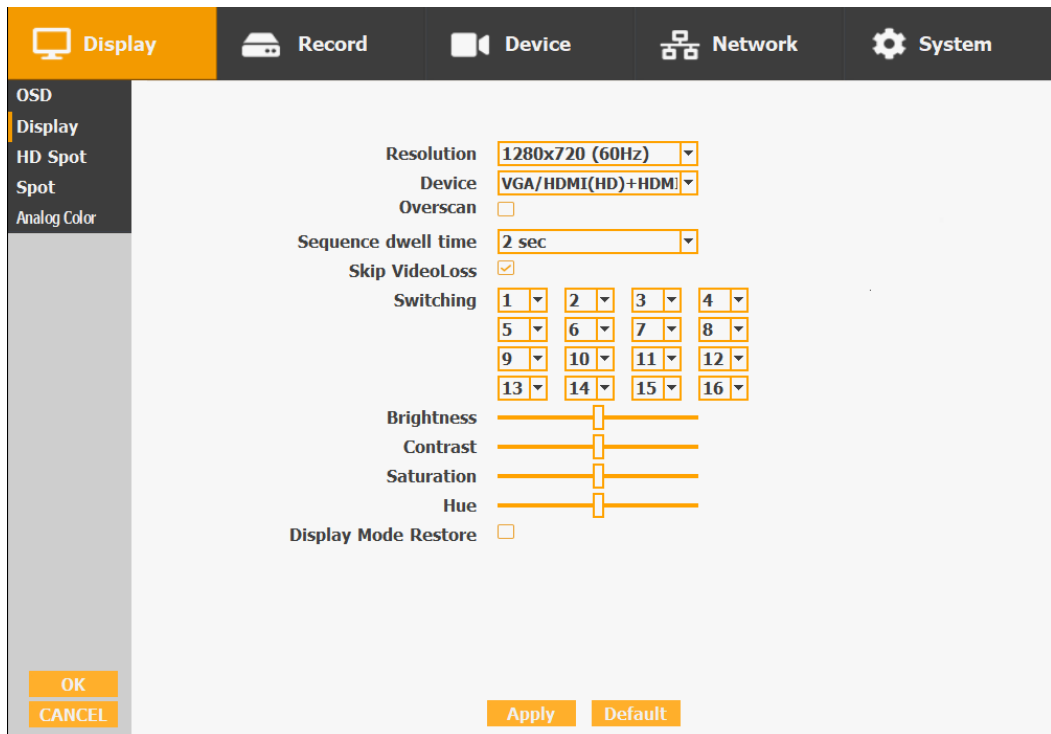 Display Record Device Network System
OSD
Display
HD Spot
Spot
Analog Color
Resolution 1280x720 (60Hz)
Device VGA/HDMI(HD)+HDMI
Overscan
Sequence dwell time 2 sec
Skip VideoLoss
Switching 1 2 3 4
5 6 7 8
9 10 11 12
13 14 15 16
Brightness
Contrast
Saturation
Hue
Display Mode Restore
OK
CANCEL
Apply Default